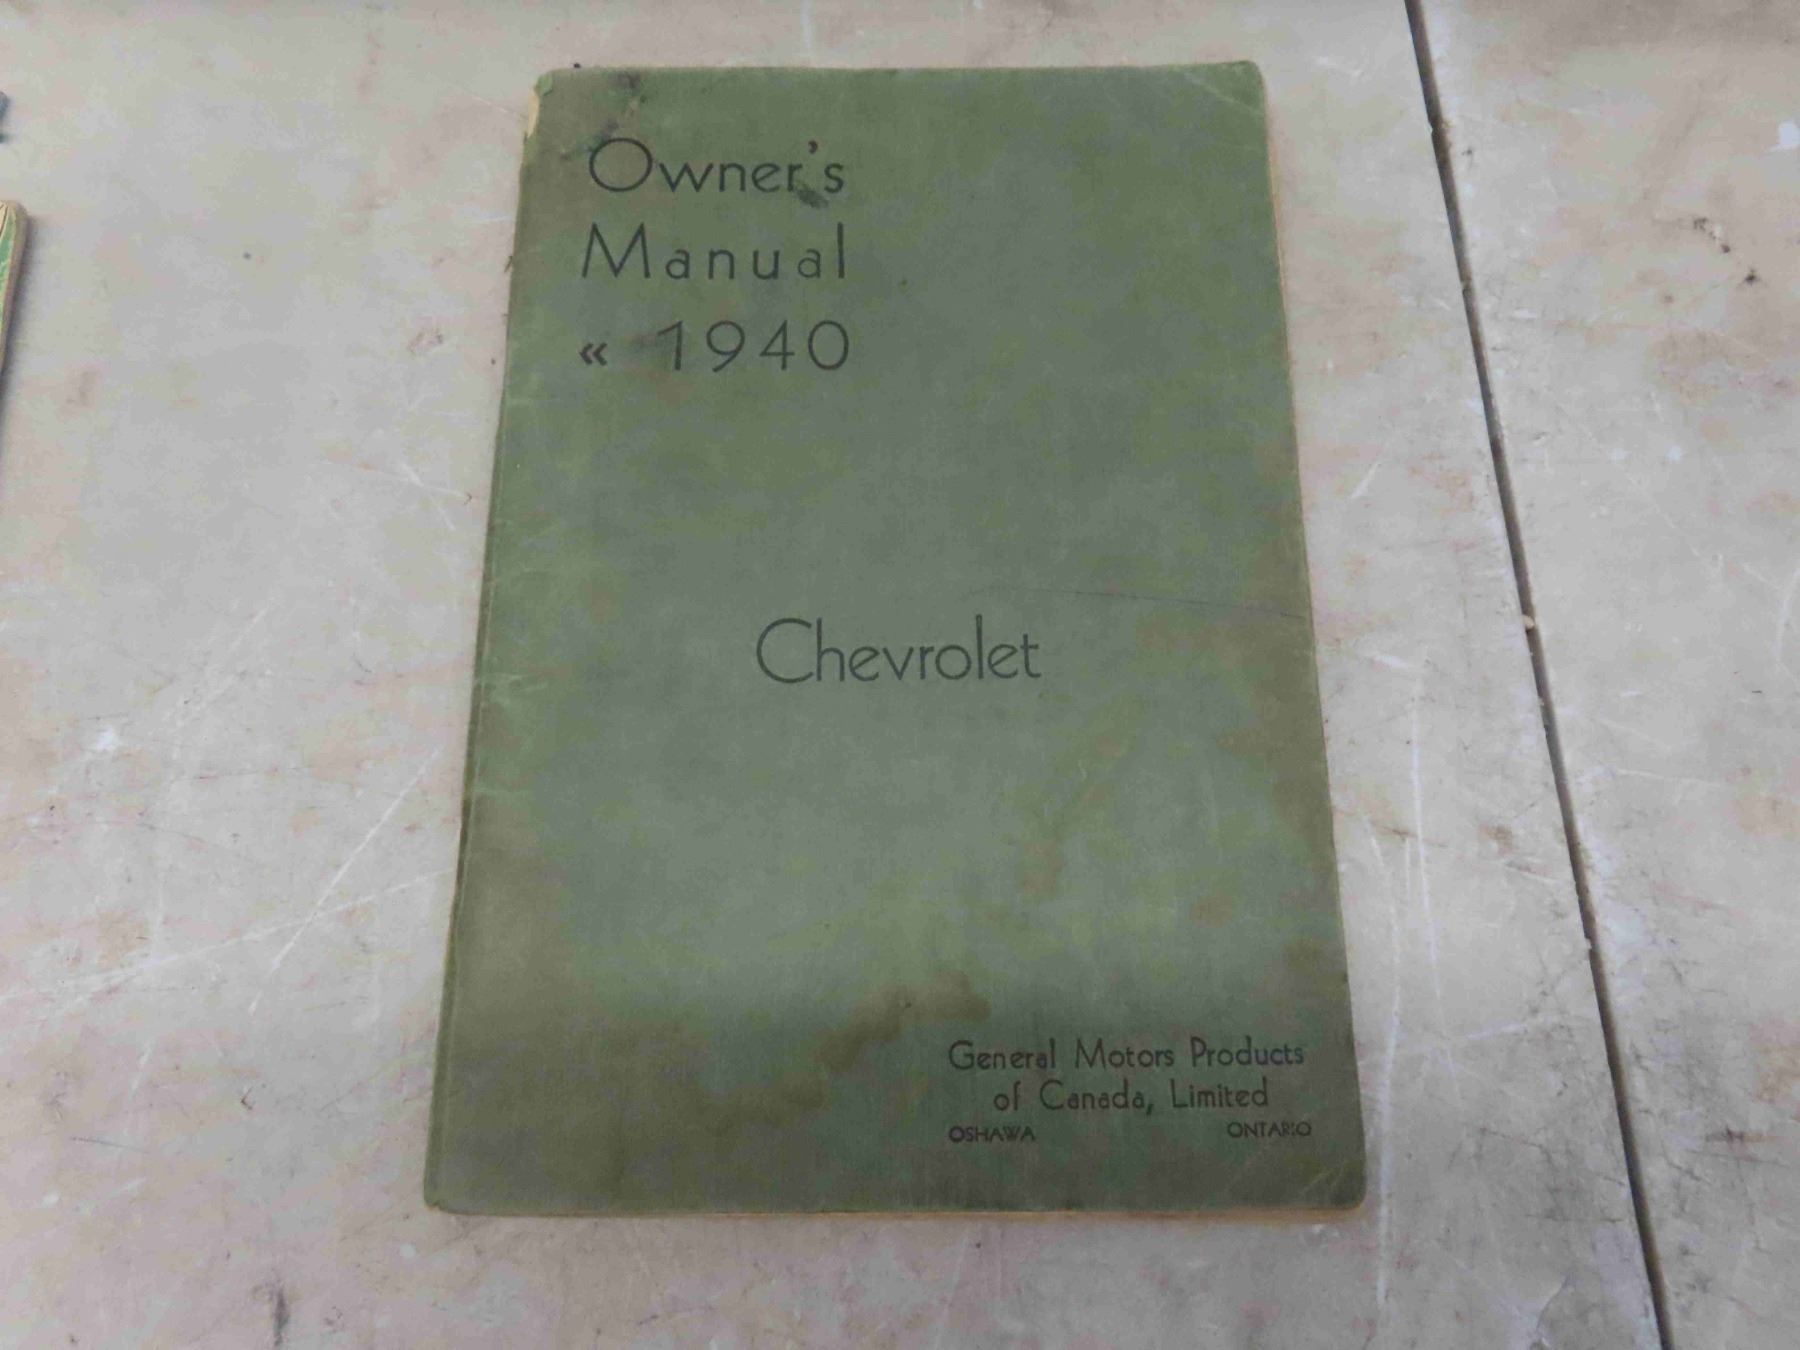 Owner's
Manual
« 1940
Chevrolet
General Motors Products
of Canada, Limited
OSHAWA ONTARIO